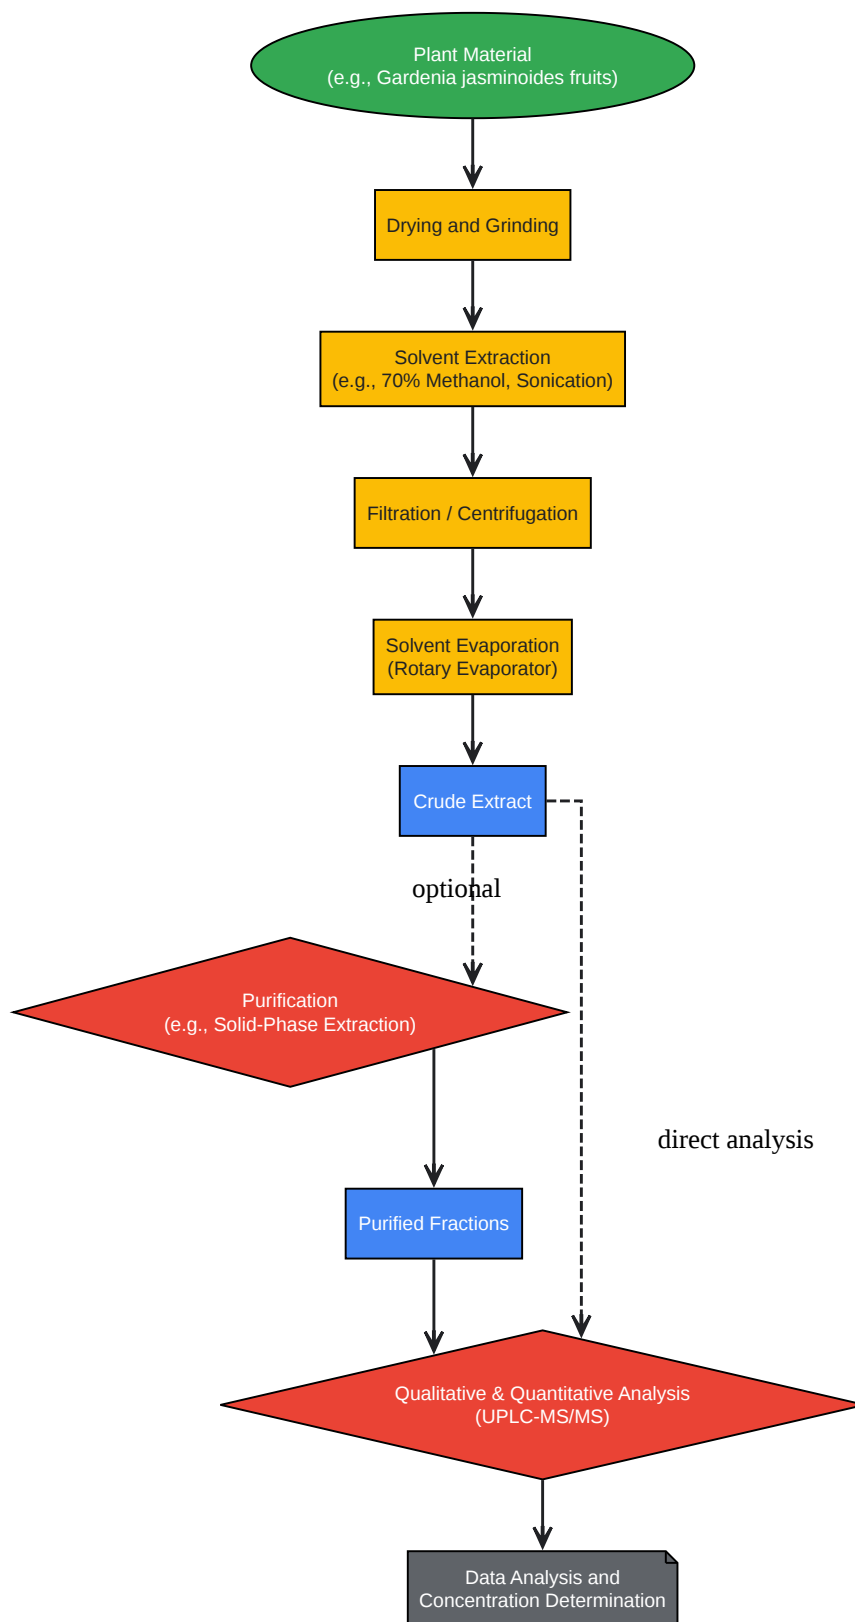 Plant Material
(e.g., Gardenia jasminoides fruits)
Drying and Grinding
Solvent Extraction
(e.g., 70% Methanol, Sonication)
Filtration / Centrifugation
Solvent Evaporation
(Rotary Evaporator)
Crude Extract
optional
Purification
(e.g., Solid-Phase Extraction)
direct analysis
Purified Fractions
Qualitative & Quantitative Analysis
(UPLC-MS/MS)
Data Analysis and
Concentration Determination